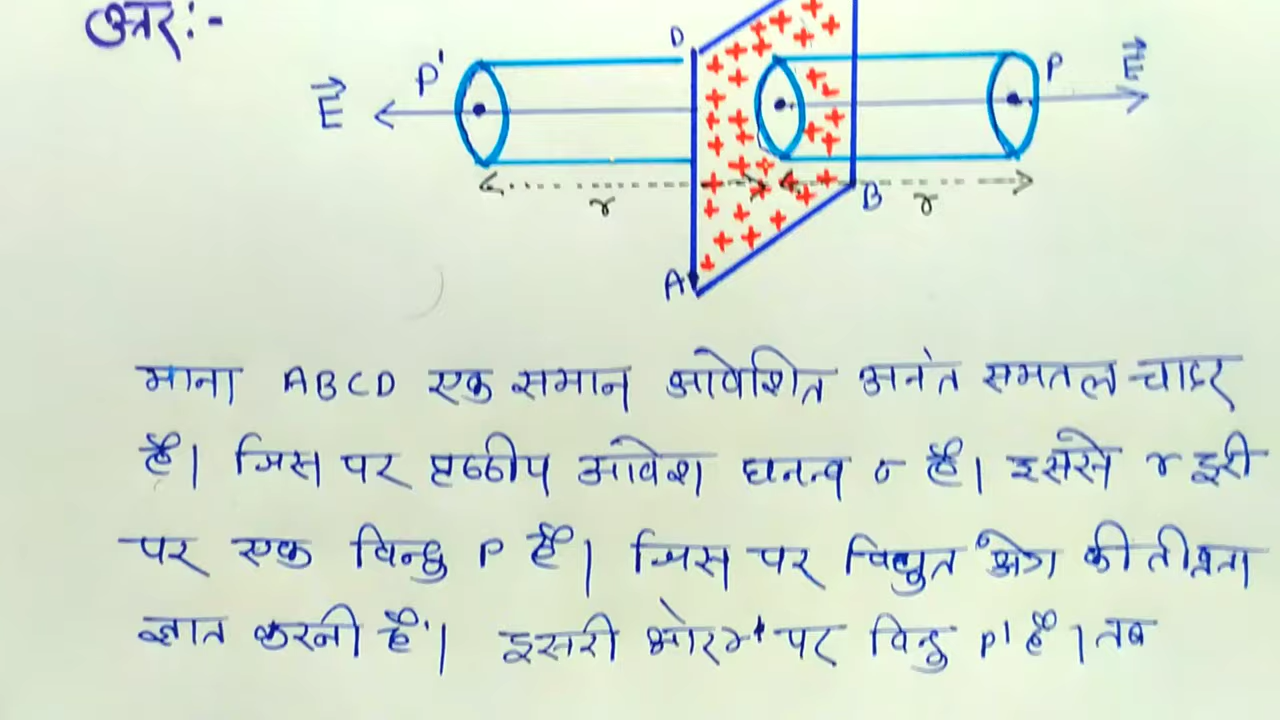 उत्तर:-
D
P'
P
E
E
r
r
B
A
माना ABCD एक समान आवेशित अनंत समतल चादर
है। जिस पर पृष्ठीय आवेश घनत्व σ है। इससे r दूरी
पर एक बिन्दु P है। जिस पर विद्युत क्षेत्र की तीव्रता
ज्ञात करनी है। दूसरी ओर r पर बिन्दु P' है। तब